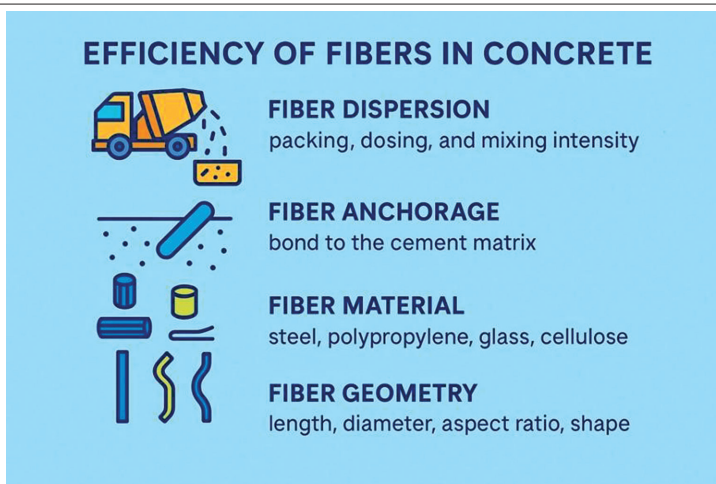 EFFICIENCY OF FIBERS IN CONCRETE
FIBER DISPERSION
packing, dosing, and mixing intensity
FIBER ANCHORAGE
bond to the cement matrix
FIBER MATERIAL
steel, polypropylene, glass, cellulose
FIBER GEOMETRY
length, diameter, aspect ratio, shape